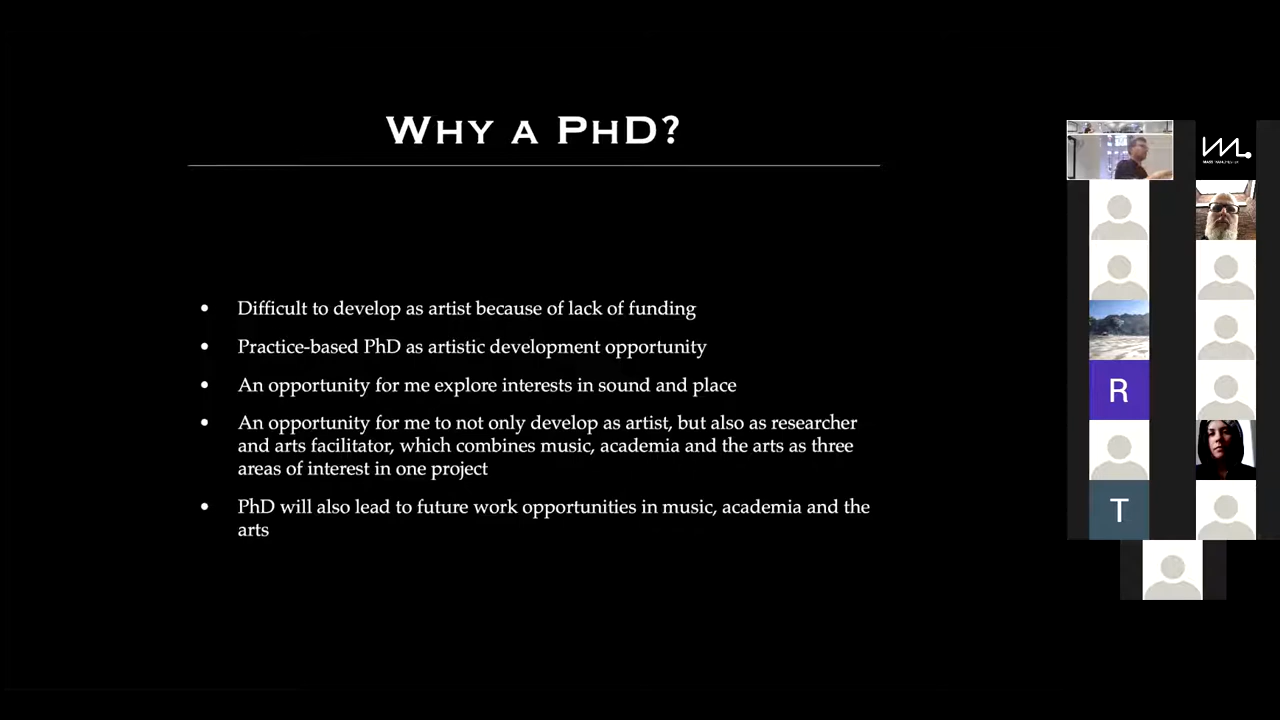 WHY A PHD?
• Difficult to develop as artist because of lack of funding
• Practice-based PhD as artistic development opportunity
• An opportunity for me explore interests in sound and place
• An opportunity for me to not only develop as artist, but also as researcher
and arts facilitator, which combines music, academia and the arts as three
areas of interest in one project
• PhD will also lead to future work opportunities in music, academia and the
arts
R
T